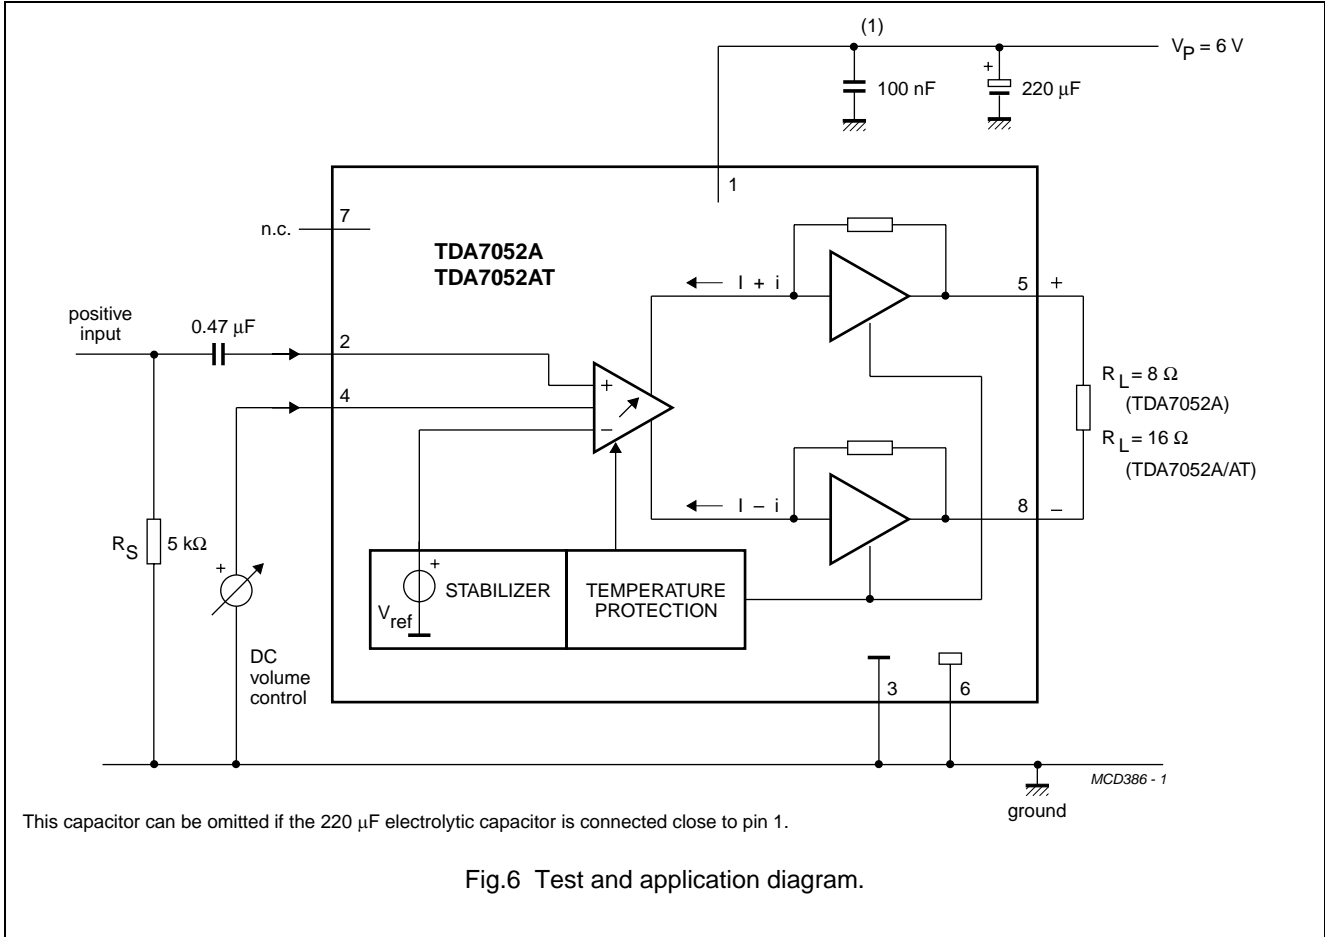 (1)
V_P = 6 V
100 nF
+
220 µF
1
7
n.c.
TDA7052A
TDA7052AT
I + i
5
+
positive
input
0.47 µF
2
+
4
−
R_L = 8 Ω
(TDA7052A)
R_L = 16 Ω
(TDA7052A/AT)
I − i
8
−
R_S
5 kΩ
+
+
V_ref
STABILIZER
TEMPERATURE
PROTECTION
DC
volume
control
3
6
MCD386 - 1
ground
This capacitor can be omitted if the 220 µF electrolytic capacitor is connected close to pin 1.
Fig.6 Test and application diagram.